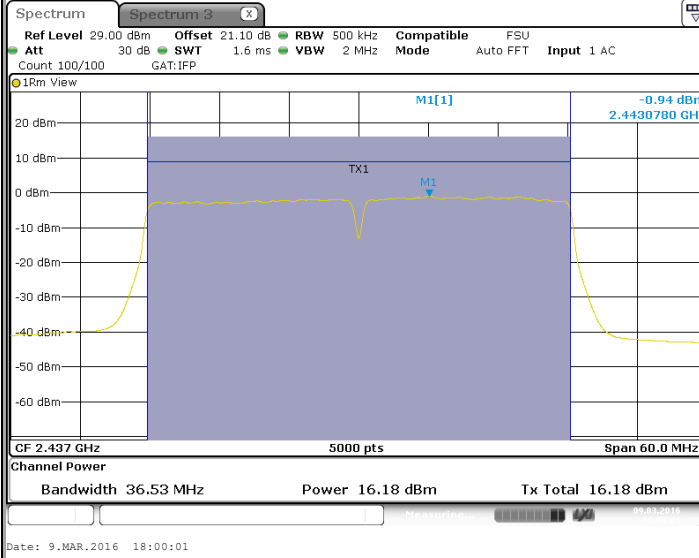 Spectrum Spectrum 3 X
Ref Level 29.00 dBm Offset 21.10 dB RBW 500 kHz Compatible FSU
Att 30 dB SWT 1.6 ms VBW 2 MHz Mode Auto FFT Input 1 AC
Count 100/100 GAT:IFP
1Rm View
M1[1] -0.94 dBm
2.4430780 GH
20 dBm
10 dBm
TX1
M1
0 dBm
-10 dBm
-20 dBm
-30 dBm
-40 dBm
-50 dBm
-60 dBm
CF 2.437 GHz 5000 pts Span 60.0 MHz
Channel Power
Bandwidth 36.53 MHz Power 16.18 dBm Tx Total 16.18 dBm
Measuring... LXI 09.03.2016
Date: 9.MAR.2016 18:00:01